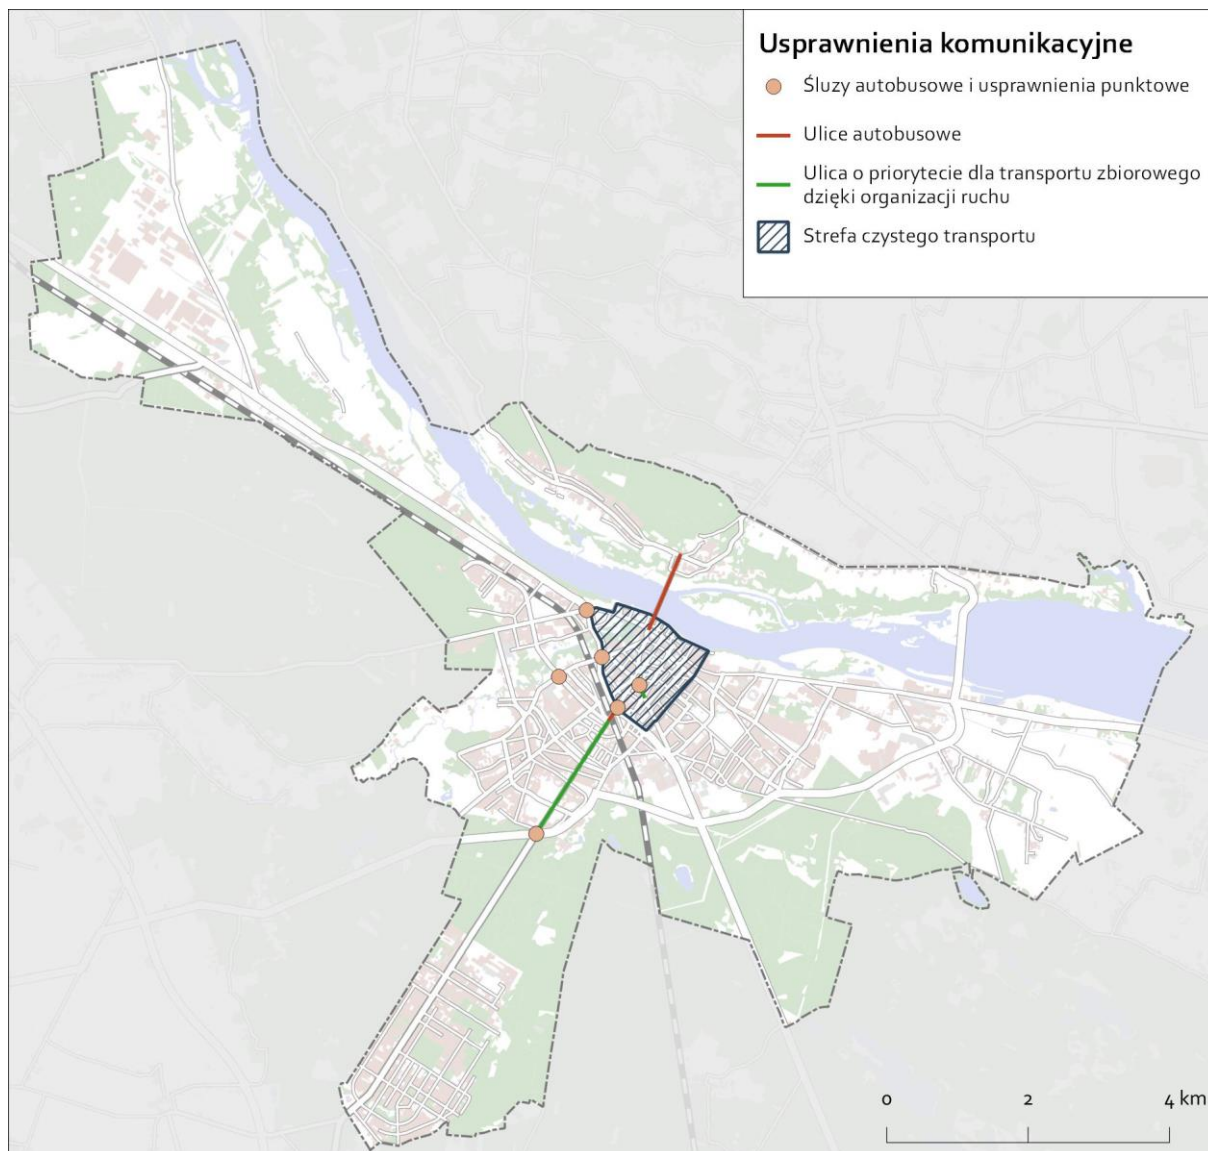 Usprawnienia komunikacyjne
Śluzy autobusowe i usprawnienia punktowe
Ulice autobusowe
Ulica o priorytecie dla transportu zbiorowego
dzięki organizacji ruchu
Strefa czystego transportu
0 2 4 km